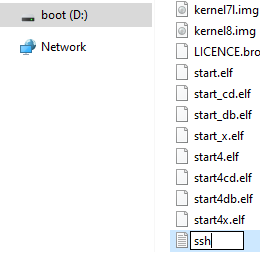 boot (D:)
Network
kernel7l.img
kernel8.img
LICENCE.bro
start.elf
start_cd.elf
start_db.elf
start_x.elf
start4.elf
start4cd.elf
start4db.elf
start4x.elf
ssh